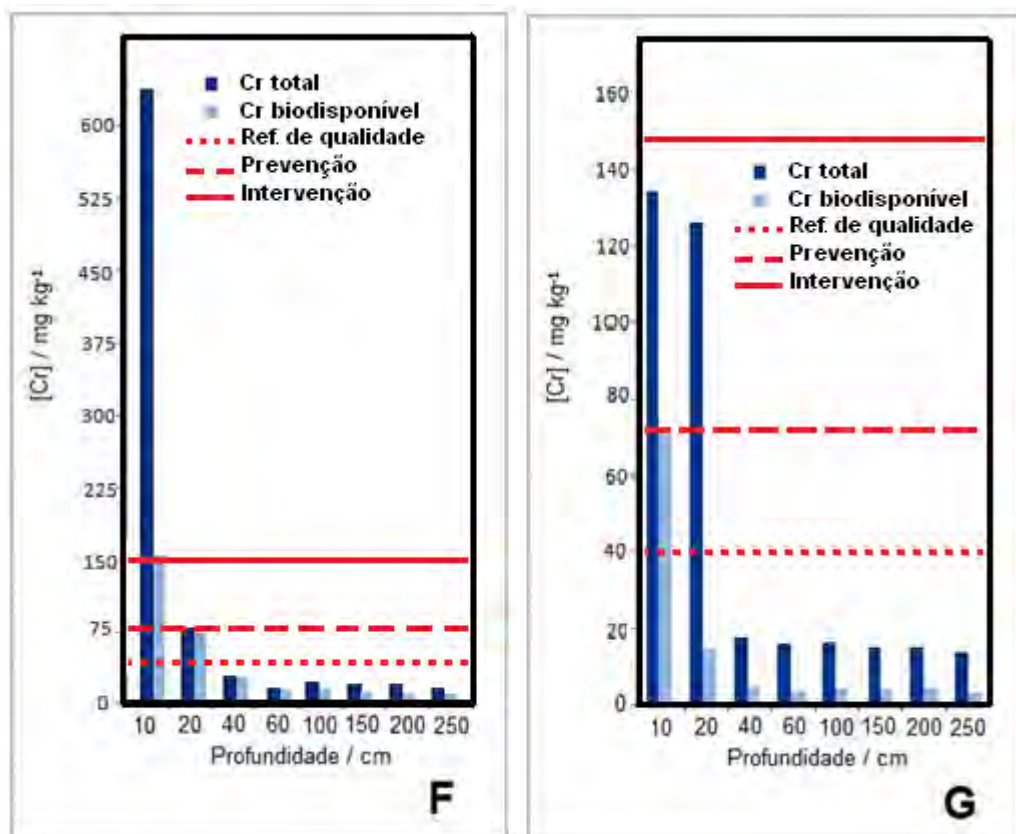 Cr total
Cr biodisponível
Ref. de qualidade
Prevenção
Intervenção
[Cr] / mg kg⁻¹
600
525
450
375
300
225
150
75
0
10 20 40 60 100 150 200 250
Profundidade / cm
F
Cr total
Cr biodisponível
Ref. de qualidade
Prevenção
Intervenção
[Cr] / mg kg⁻¹
160
140
120
100
80
60
40
20
0
10 20 40 60 100 150 200 250
Profundidade / cm
G